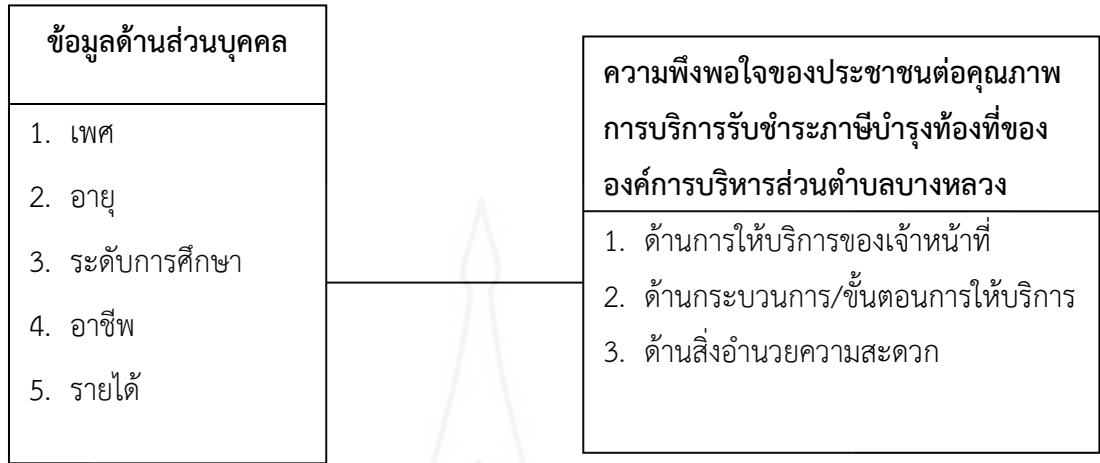 ข้อมูลด้านส่วนบุคคล
1. เพศ
2. อายุ
3. ระดับการศึกษา
4. อาชีพ
5. รายได้
ความพึงพอใจของประชาชนต่อคุณภาพ
การบริการรับชำระภาษีบำรุงท้องที่ของ
องค์การบริหารส่วนตำบลบางหลวง
1. ด้านการให้บริการของเจ้าหน้าที่
2. ด้านกระบวนการ/ขั้นตอนการให้บริการ
3. ด้านสิ่งอำนวยความสะดวก